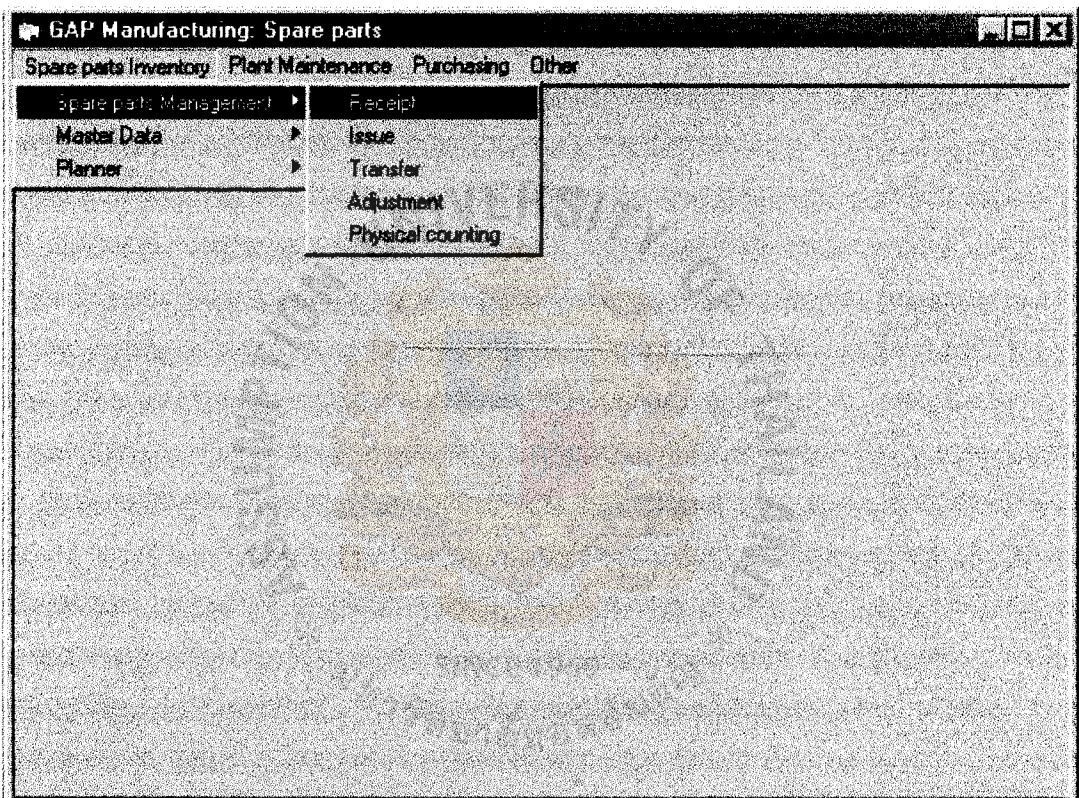 GAP Manufacturing: Spare parts
Spare parts Inventory Plant Maintenance Purchasing Other
Spare parts Management
Receipt
Master Data
Issue
Planner
Transfer
Adjustment
Physical counting